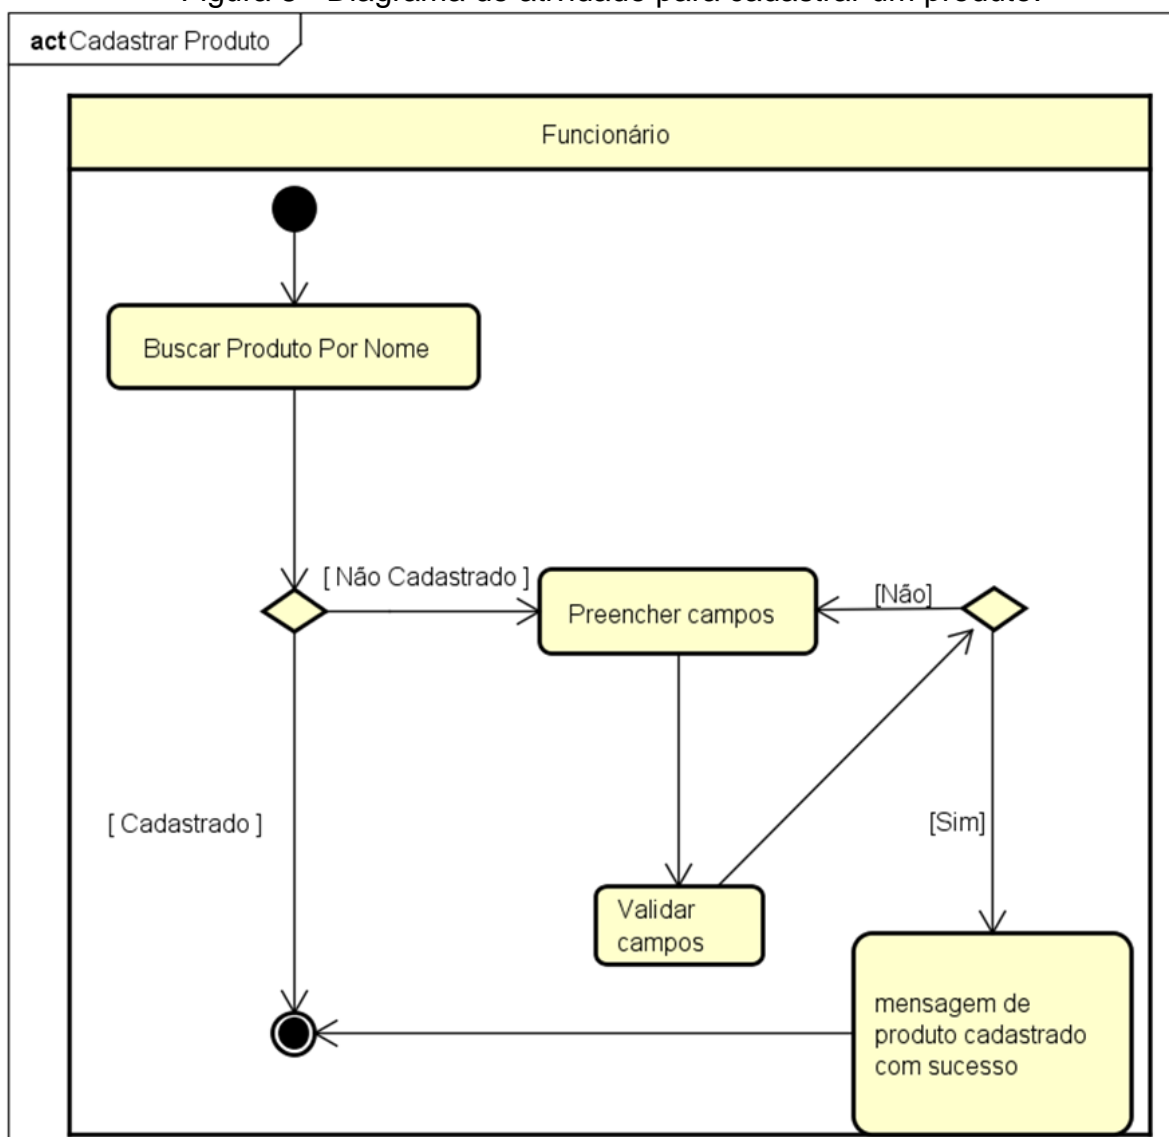 Figura 8 - Diagrama de atividade para cadastrar um produto.
act Cadastrar Produto
Funcionário
Buscar Produto Por Nome
[ Não Cadastrado ]
Preencher campos
[Não]
[ Cadastrado ]
[Sim]
Validar
campos
mensagem de
produto cadastrado
com sucesso